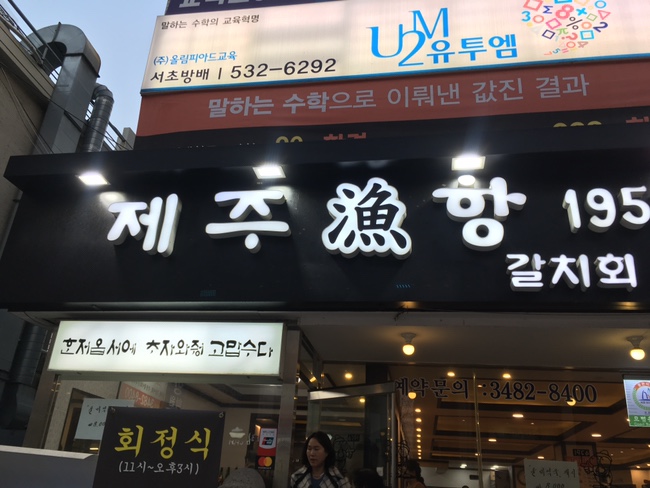 말하는 수학의 교육혁명
(주)올림피아드교육
서초방배 | 532-6292
U2M
유투엠
말하는 수학으로 이뤄낸 값진 결과
제주漁항 195
갈치회
혼저옵서예 ᄎᆞ자와줭 고맙수다
예약문의 : 3482-8400
회정식
(11시~오후3시)